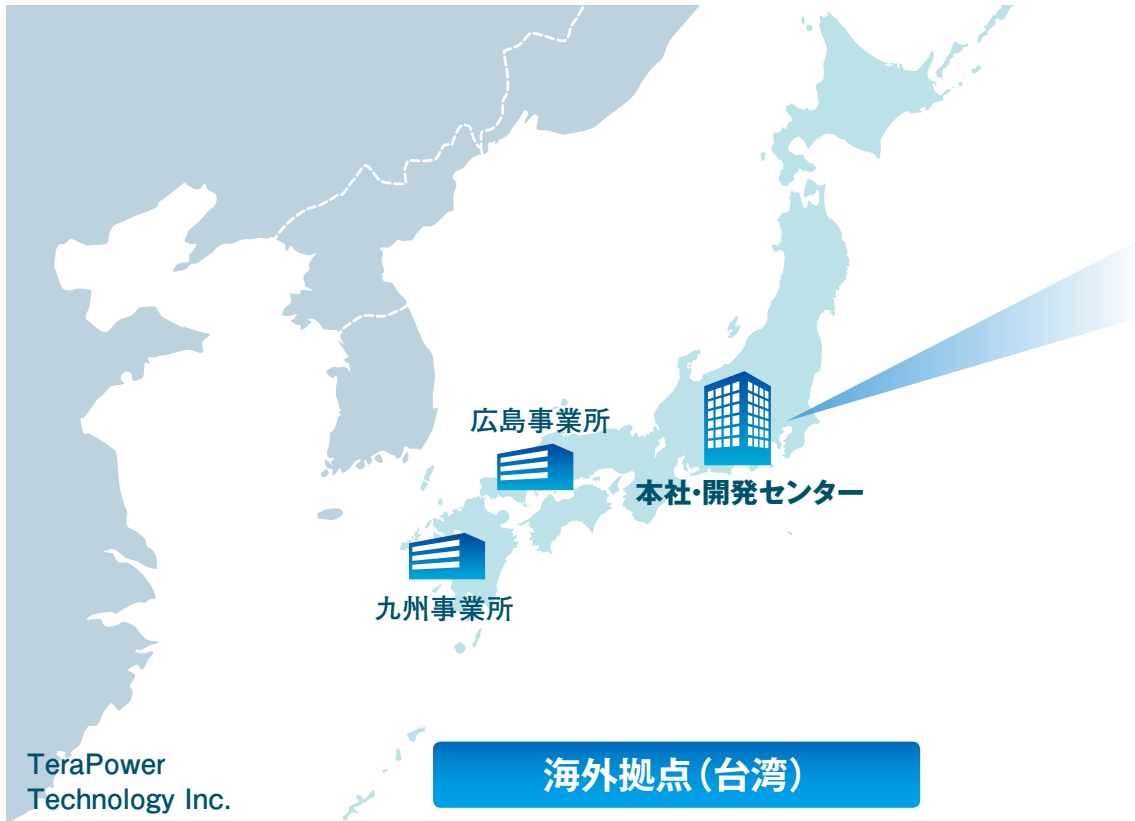 広島事業所
本社・開発センター
九州事業所
TeraPower
Technology Inc.
海外拠点（台湾）